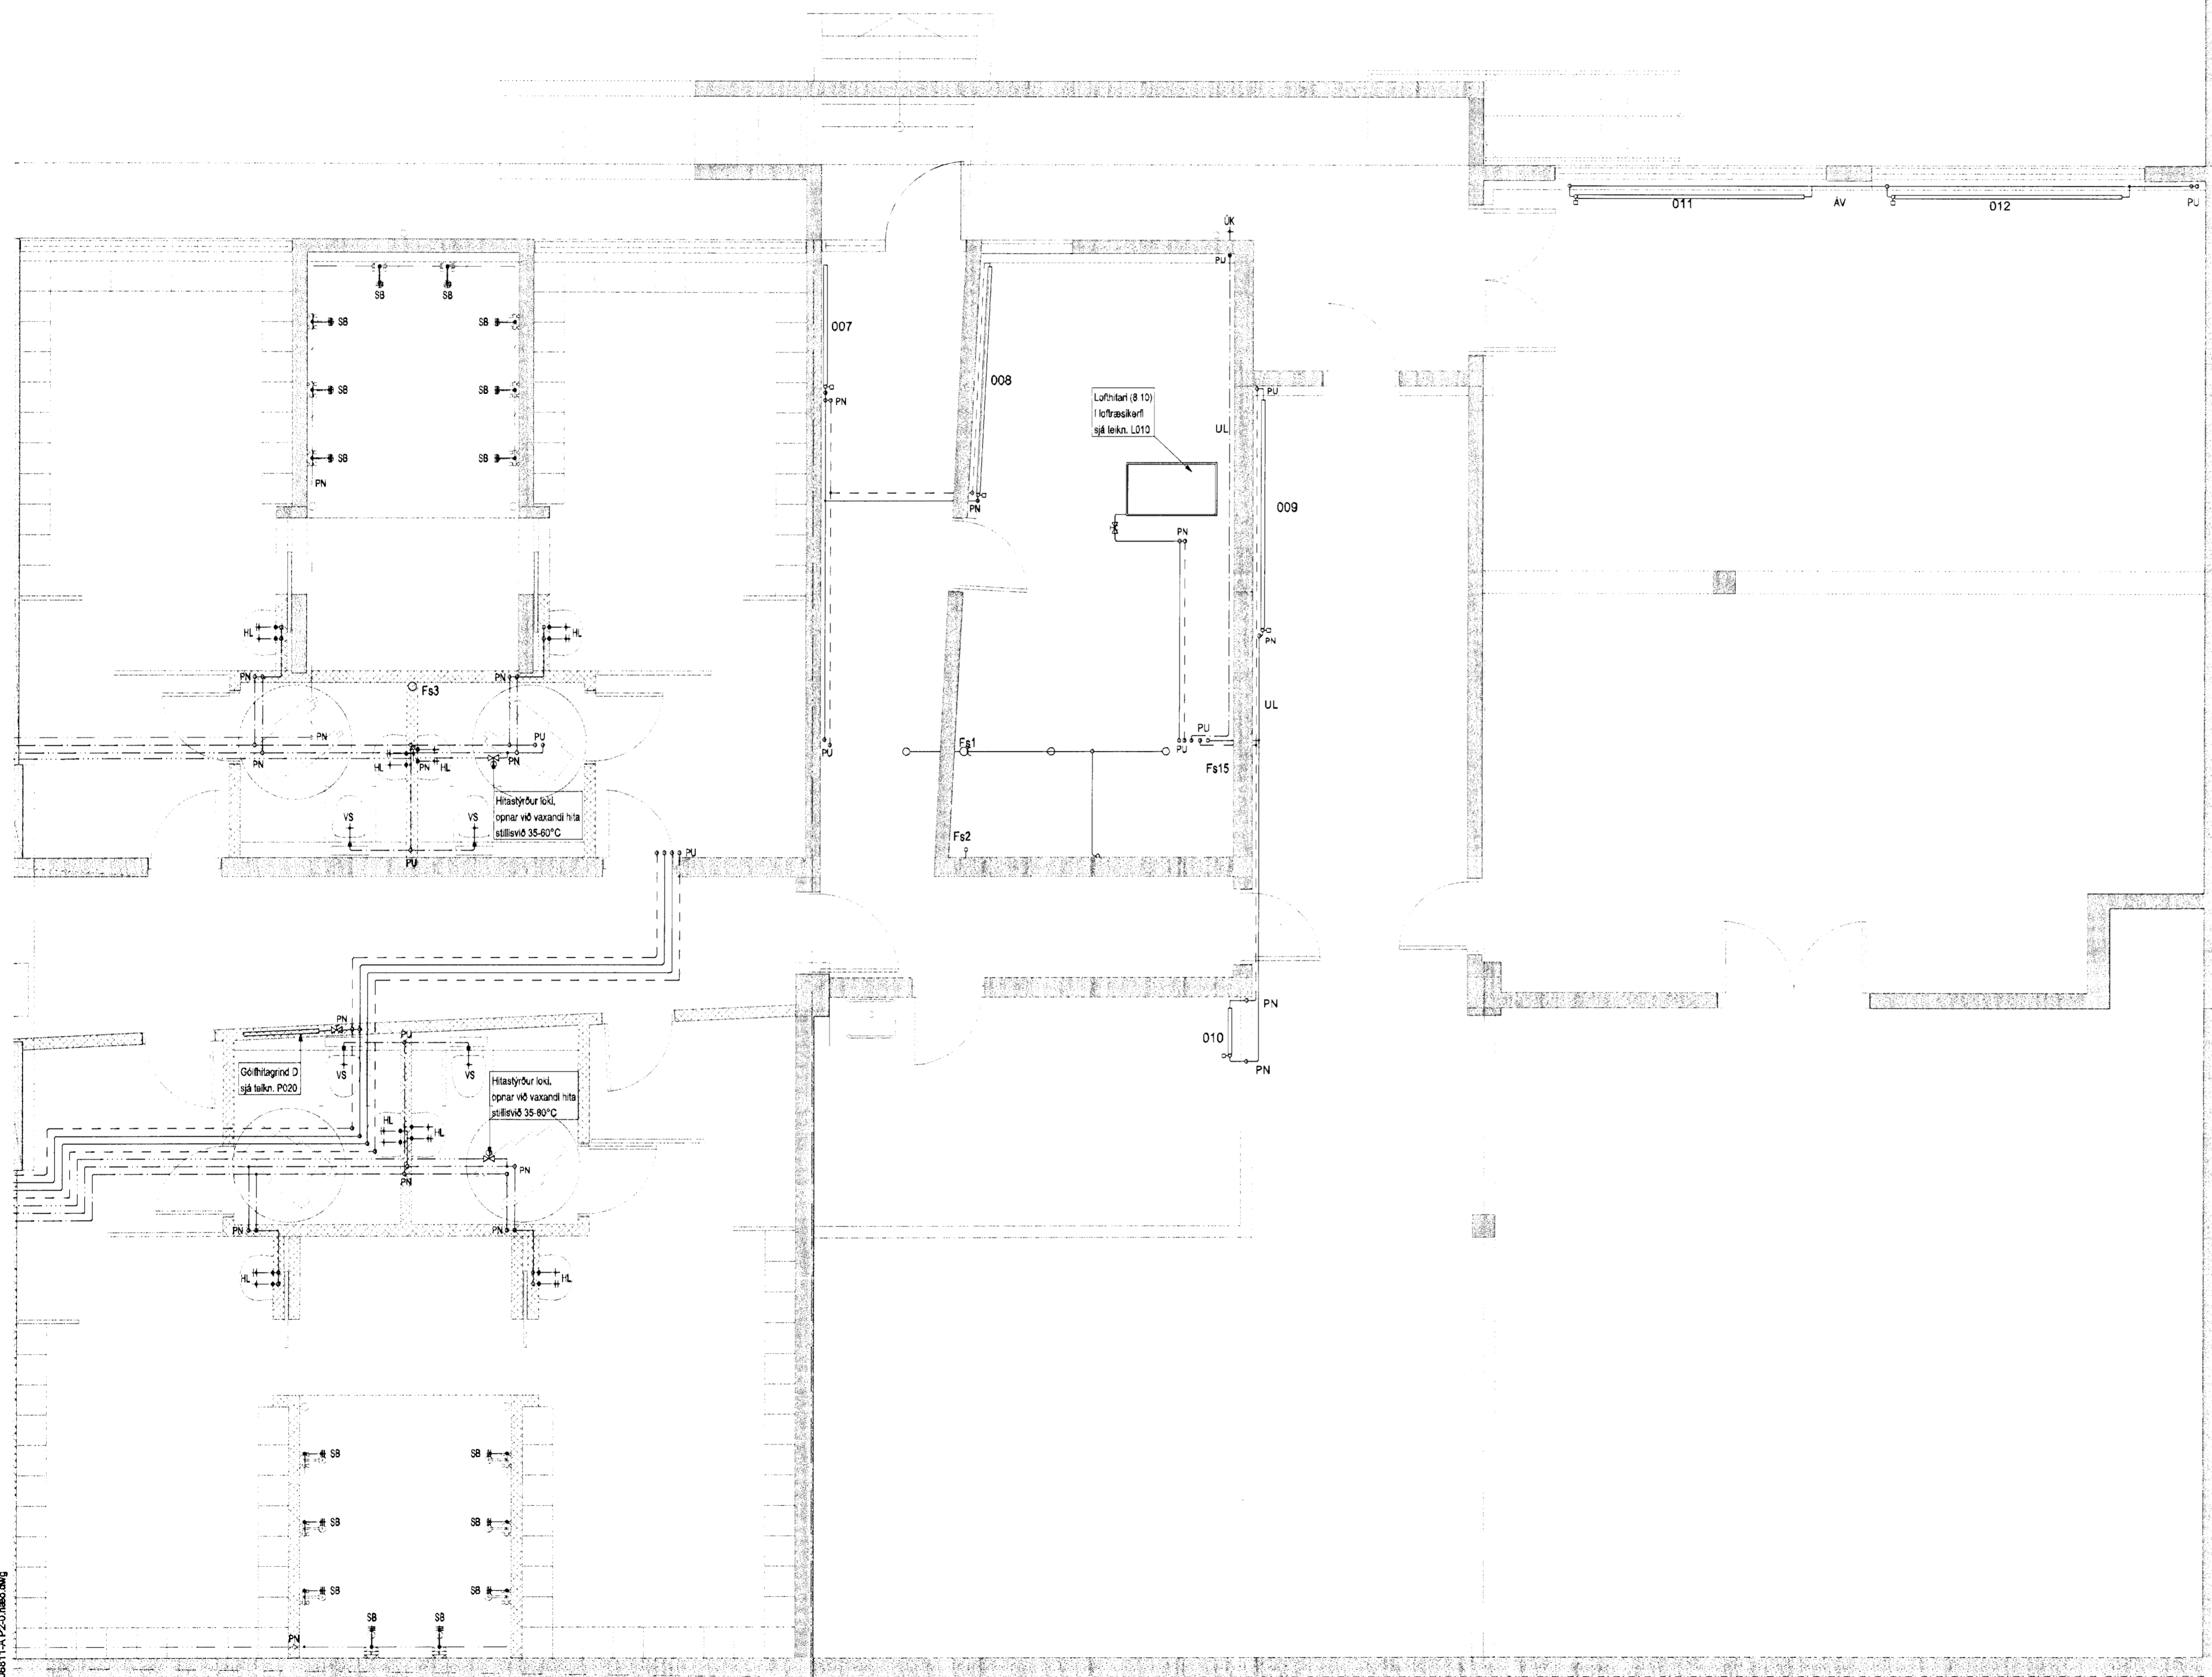 011
ÁV
012
PU
ÚK
PU
SB
SB
SB
SB
007
SB
SB
008
PN
PU
Lofthitari (8.10)
í loftræsikerfi
sjá teikn. L010
UL
SB
SB
PN
PN
009
PN
HL
HL
PN
PN
PN
Fs3
UL
PN
PU
PU
PU
PU
Fs1
Fs15
PN
HL
PN
HL
PN
Hitastýrður loki,
opnar við vaxandi hita
stillisvið 35-60°C
VS
VS
Fs2
PU
PU
PN
PN
PU
010
PN
Gólfhitagrind D
sjá teikn. P020
VS
VS
Hitastýrður loki,
opnar við vaxandi hita
stillisvið 35-60°C
HL
HL
PN
PN
PN
PN
HL
HL
SB
SB
SB
SB
SB
SB
SB
SB
PN